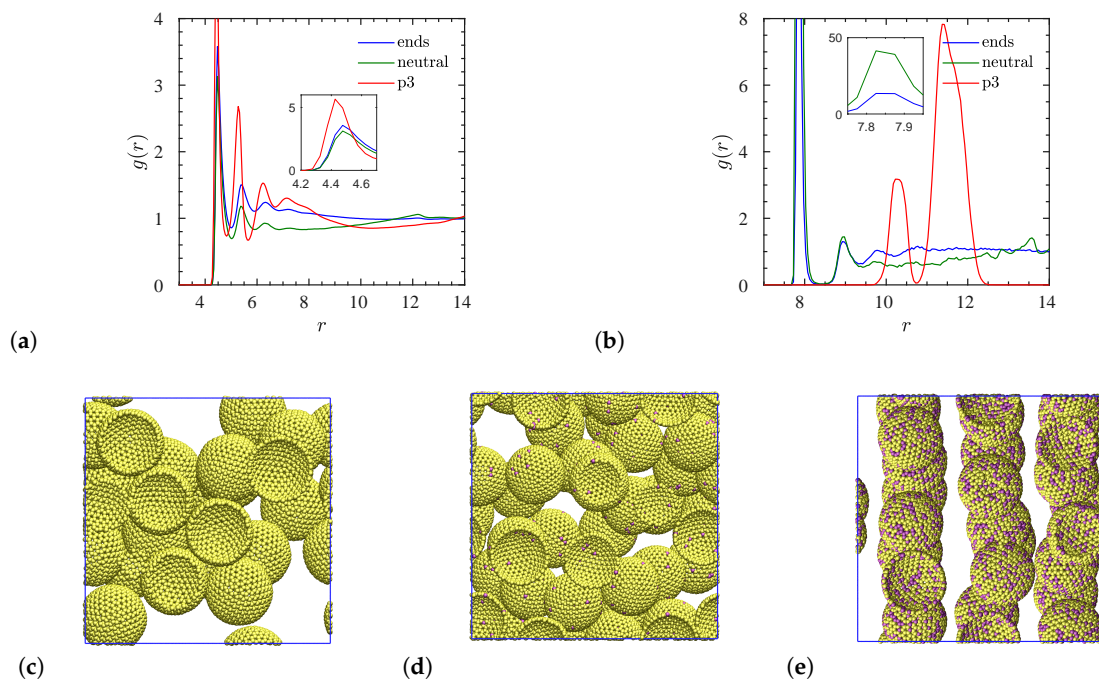 4
3
2
1
0
g(r)
4 6 8 10 12 14
r
ends
neutral
p3
5
0
4.2 4.4 4.6
(a)
8
6
4
2
0
g(r)
8 10 12 14
r
ends
neutral
p3
50
0
7.8 7.9
(b)
(c)
(d)
(e)